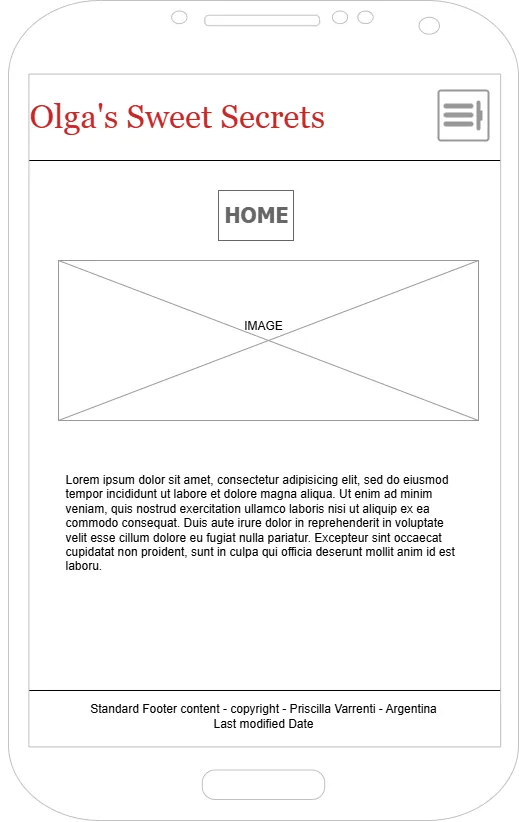 Olga's Sweet Secrets
HOME
IMAGE
Lorem ipsum dolor sit amet, consectetur adipisicing elit, sed do eiusmod
tempor incididunt ut labore et dolore magna aliqua. Ut enim ad minim
veniam, quis nostrud exercitation ullamco laboris nisi ut aliquip ex ea
commodo consequat. Duis aute irure dolor in reprehenderit in voluptate
velit esse cillum dolore eu fugiat nulla pariatur. Excepteur sint occaecat
cupidatat non proident, sunt in culpa qui officia deserunt mollit anim id est
laboru.
Standard Footer content - copyright - Priscilla Varrenti - Argentina
Last modified Date